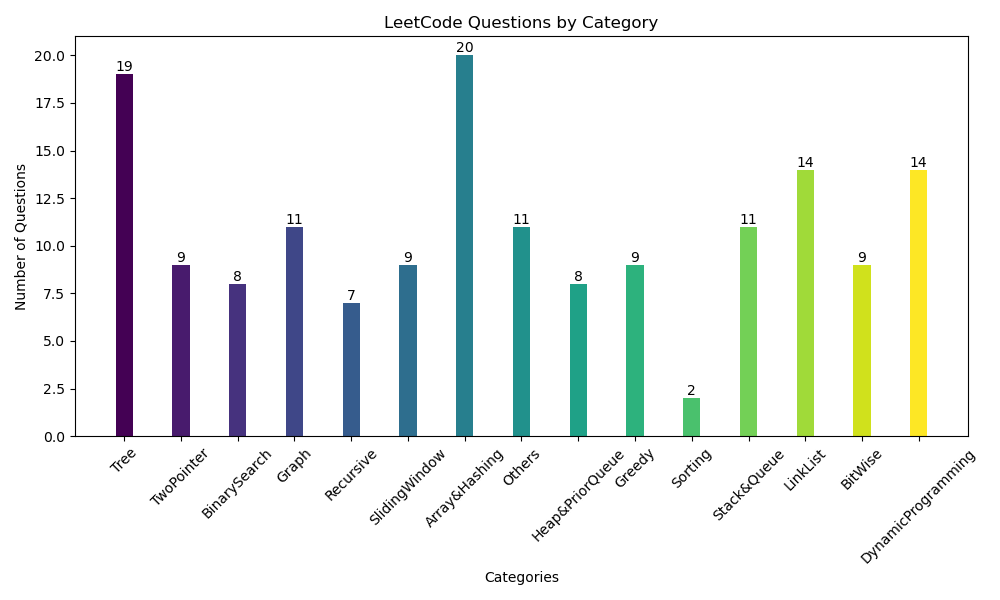 LeetCode Questions by Category
Number of Questions
20.0
17.5
15.0
12.5
10.0
7.5
5.0
2.5
0.0
19
9
8
11
7
9
20
11
8
9
2
11
14
9
14
Tree
TwoPointer
BinarySearch
Graph
Recursive
SlidingWindow
Array&Hashing
Others
Heap&PriorQueue
Greedy
Sorting
Stack&Queue
LinkList
BitWise
DynamicProgramming
Categories